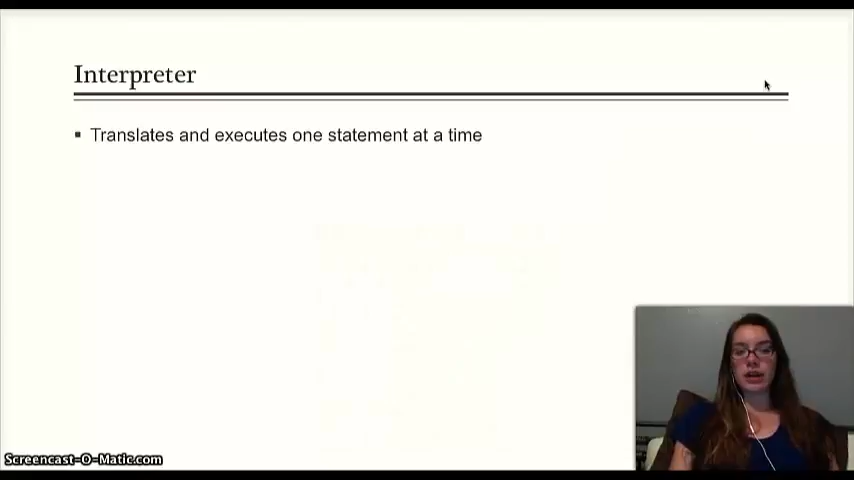 Interpreter
▪ Translates and executes one statement at a time
Screencast-O-Matic.com